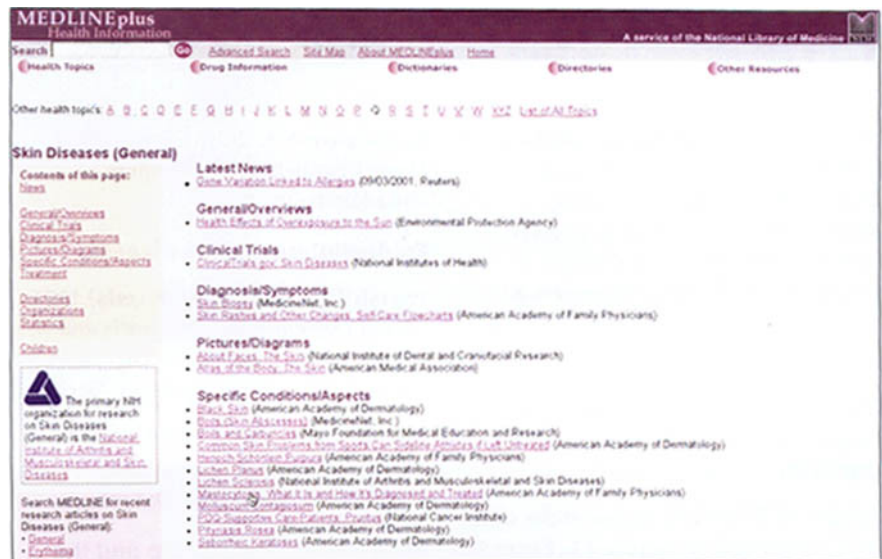 MEDLINEplus
Health Information
A service of the National Library of Medicine
Search
Go Advanced Search Site Map About MEDLINEplus Home
Health Topics Drug Information Dictionaries Directories Other Resources
Other health topics: A B C D E F G H I J K L M N O P Q R S T U V W XYZ List of All Topics
Skin Diseases (General)
Contents of this page:
News
General/Overviews
Clinical Trials
Diagnosis/Symptoms
Pictures/Diagrams
Specific Conditions/Aspects
Treatment
Directories
Organizations
Statistics
Children
The primary NIH
organization for research
on Skin Diseases
(General) is the National
Institute of Arthritis and
Musculoskeletal and Skin
Diseases
Search MEDLINE for recent
research articles on Skin
Diseases (General):
• General
• Erythema
Latest News
• Gene Variation Linked to Allergies (09/03/2001, Reuters)
General/Overviews
• Health Effects of Overexposure to the Sun (Environmental Protection Agency)
Clinical Trials
• ClinicalTrials.gov: Skin Diseases (National Institutes of Health)
Diagnosis/Symptoms
• Skin Biopsy (MedicineNet, Inc.)
• Skin Rashes and Other Changes: Self-Care Flowcharts (American Academy of Family Physicians)
Pictures/Diagrams
• About Faces: The Skin (National Institute of Dental and Craniofacial Research)
• Atlas of the Body: The Skin (American Medical Association)
Specific Conditions/Aspects
• Black Skin (American Academy of Dermatology)
• Boils (Skin Abscesses) (MedicineNet, Inc.)
• Boils and Carbuncles (Mayo Foundation for Medical Education and Research)
• Common Skin Problems from Sports Can Sideline Athletes if Left Untreated (American Academy of Dermatology)
• Henoch Schonlein Purpura (American Academy of Family Physicians)
• Lichen Planus (American Academy of Dermatology)
• Lichen Sclerosis (National Institute of Arthritis and Musculoskeletal and Skin Diseases)
• What It Is and How It's Diagnosed and Treated (American Academy of Family Physicians)
• Molluscum Contagiosum (American Academy of Dermatology)
• PDQ Supportive Care-Patients: Pruritus (National Cancer Institute)
• Pityriasis Rosea (American Academy of Dermatology)
• Seborrheic Keratoses (American Academy of Dermatology)